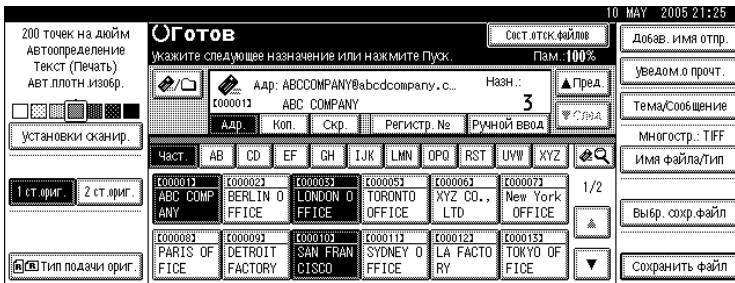 10 MAY 2005 21:25
200 точек на дюйм
Автоопределение
Текст (Печать)
Авт.плотн.изобр.
Установки сканир.
1 ст.ориг. 2 ст.ориг.
Тип подачи ориг.
Готов
Сост.отск.файлов
Укажите следующее назначение или нажмите Пуск.
Пам.:100%
Адр: ABCCOMPANY@abcdcompany.c...
Назн.:
[00001] ABC COMPANY
3
▲Пред.
▼След.
Адр. Коп. Скр. Регистр. № Ручной ввод
Част. AB CD EF GH IJK LMN OPQ RST UVW XYZ
[00001] [00002] [00003] [00005] [00006] [00007]
ABC COMP BERLIN O LONDON O TORONTO XYZ CO., New York
ANY FFICE FFICE OFFICE LTD OFFICE
1/2
[00008] [00009] [00010] [00011] [00012] [00013]
PARIS OF DETROIT SAN FRAN SYDNEY O LA FACTO TOKYO OF
FICE FACTORY CISCO FFICE RY FICE
Добав. имя отпр.
Уведом.о прочт.
Тема/Сообщение
Многостр.: TIFF
Имя файла/Тип
Выбр. сохр.файл
Сохранить файл